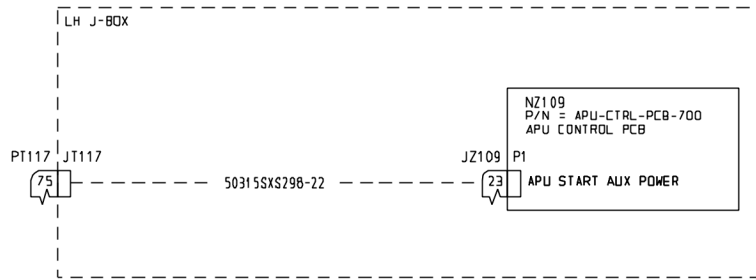 LH J-BOX
NZ109
P/N = APU-CTRL-PCB-700
APU CONTROL PCB
PT117 JT117
JZ109 P1
75
50315SXS296-22
23
APU START AUX POWER